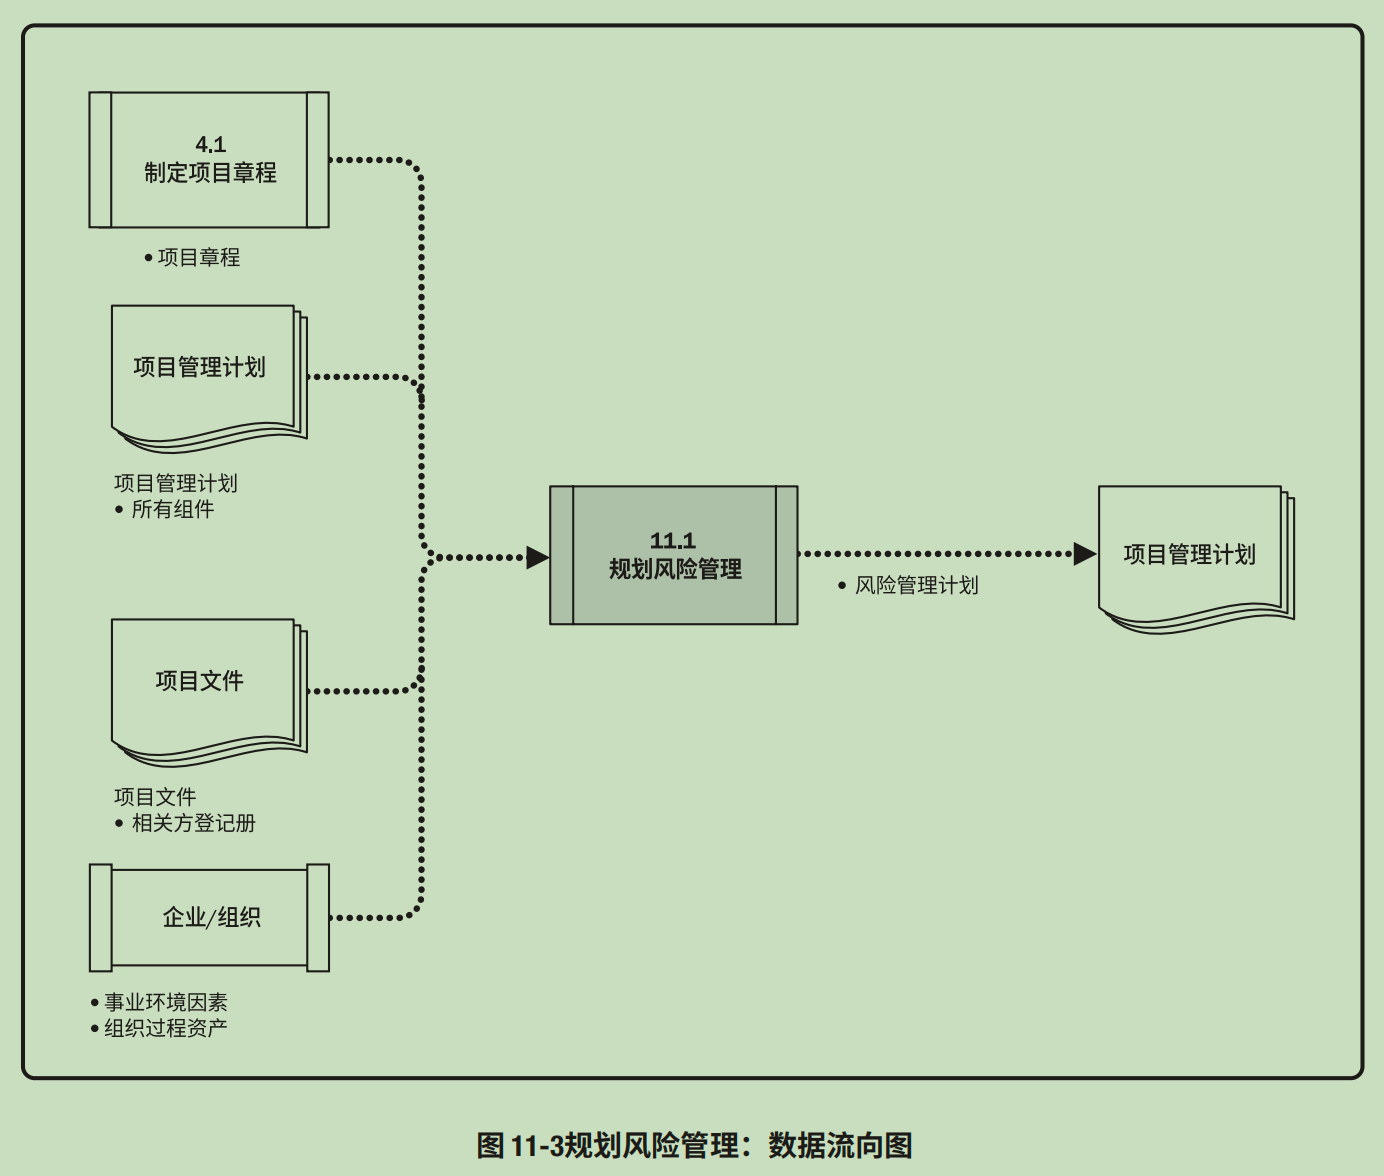 4.1
制定项目章程
• 项目章程
项目管理计划
项目管理计划
• 所有组件
项目文件
项目文件
• 相关方登记册
企业/组织
• 事业环境因素
• 组织过程资产
11.1
规划风险管理
• 风险管理计划
项目管理计划
图 11-3规划风险管理：数据流向图